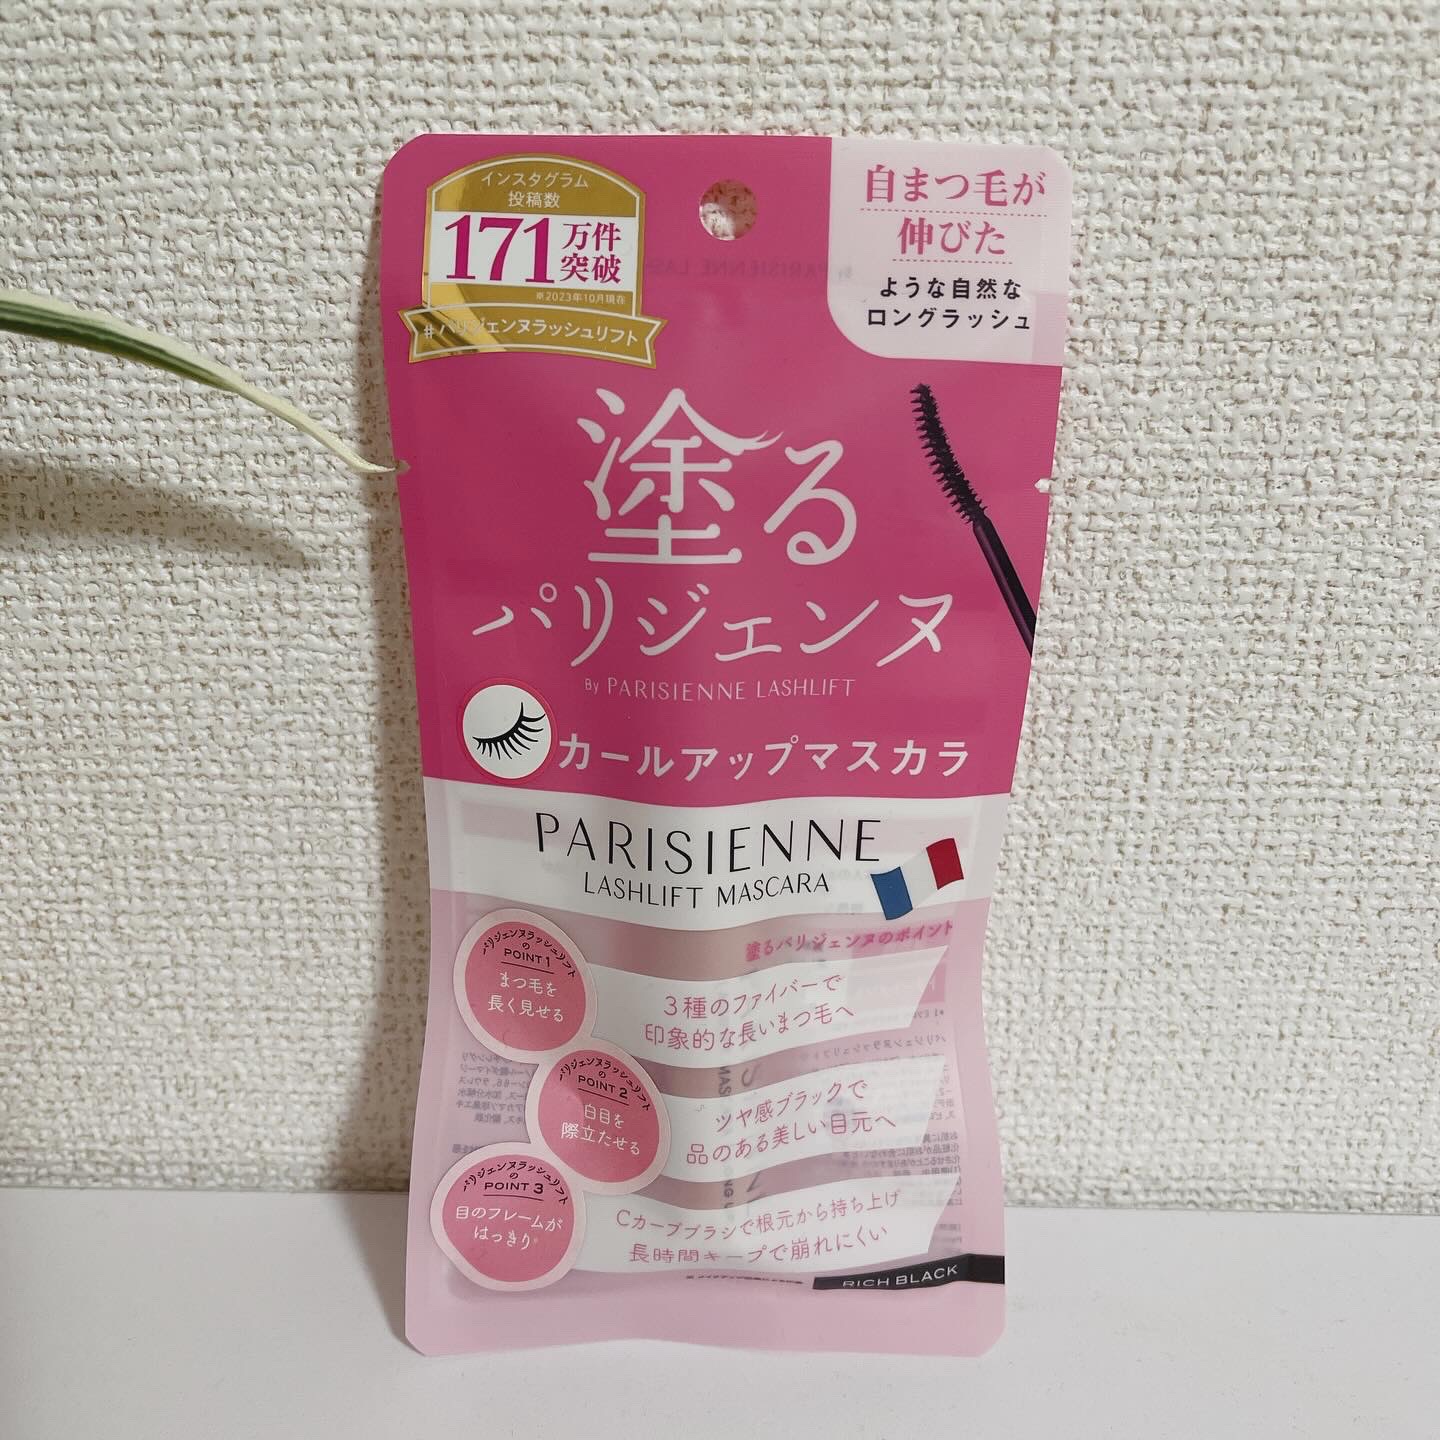 インスタグラム
投稿数
171万件
突破
※2023年10月現在
#パリジェンヌラッシュリフト
自まつ毛が
伸びた
ような自然な
ロングラッシュ
塗る
パリジェンヌ
By PARISIENNE LASHLIFT
カールアップマスカラ
PARISIENNE
LASHLIFT MASCARA
塗るパリジェンヌのポイント
パリジェンヌラッシュリフト
の
POINT 1
まつ毛を
長く見せる
3種のファイバーで
印象的な長いまつ毛へ
パリジェンヌラッシュリフト
の
POINT 2
白目を
際立たせる
ツヤ感ブラックで
品のある美しい目元へ
パリジェンヌラッシュリフト
の
POINT 3
目のフレームが
はっきり
Cカーブブラシで根元から持ち上げ
長時間キープで崩れにくい
RICH BLACK